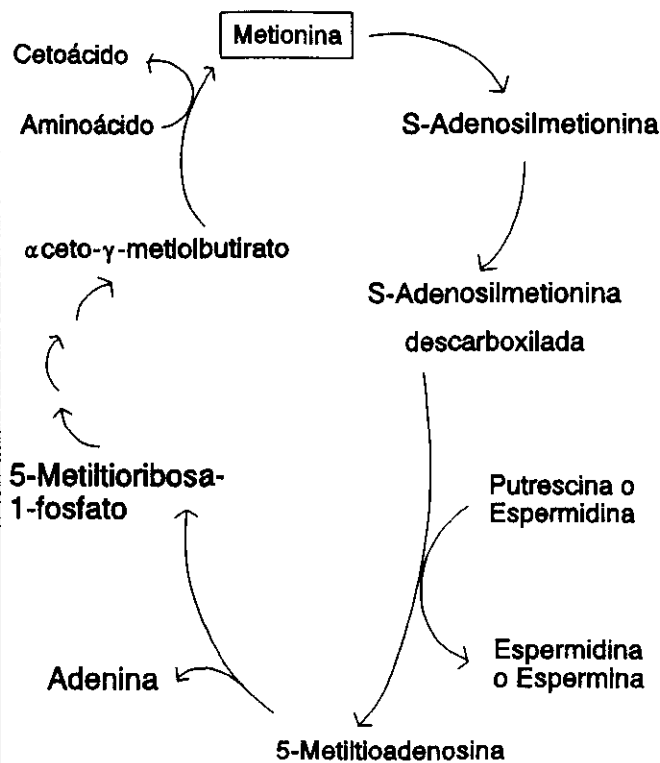 Metionina
Cetoácido
Aminoácido
S-Adenosilmetionina
αceto-γ-metiolbutirato
S-Adenosilmetionina
descarboxilada
5-Metiltioribosa-
1-fosfato
Putrescina o
Espermidina
Adenina
Espermidina
o Espermina
5-Metiltioadenosina